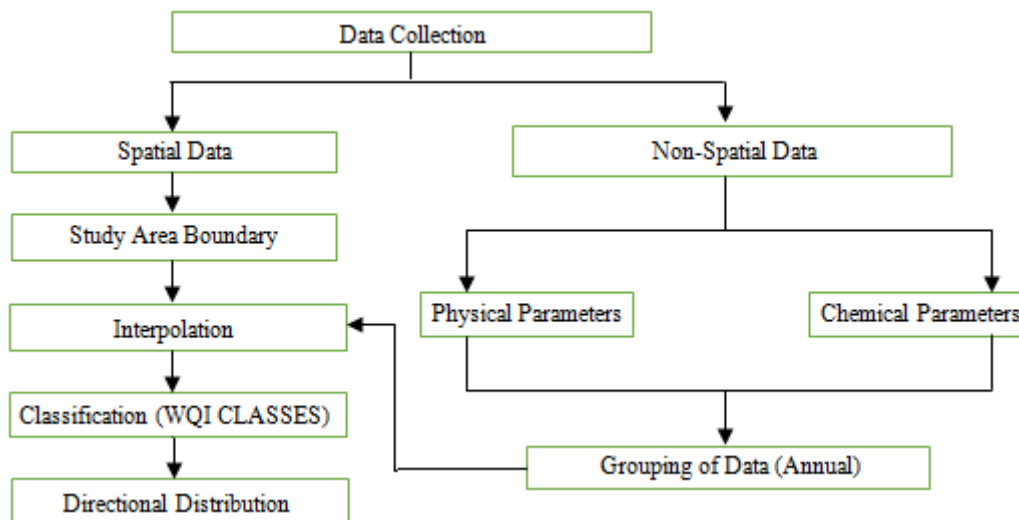 Data Collection
Spatial Data
Non-Spatial Data
Study Area Boundary
Physical Parameters
Chemical Parameters
Interpolation
Classification (WQI CLASSES)
Grouping of Data (Annual)
Directional Distribution